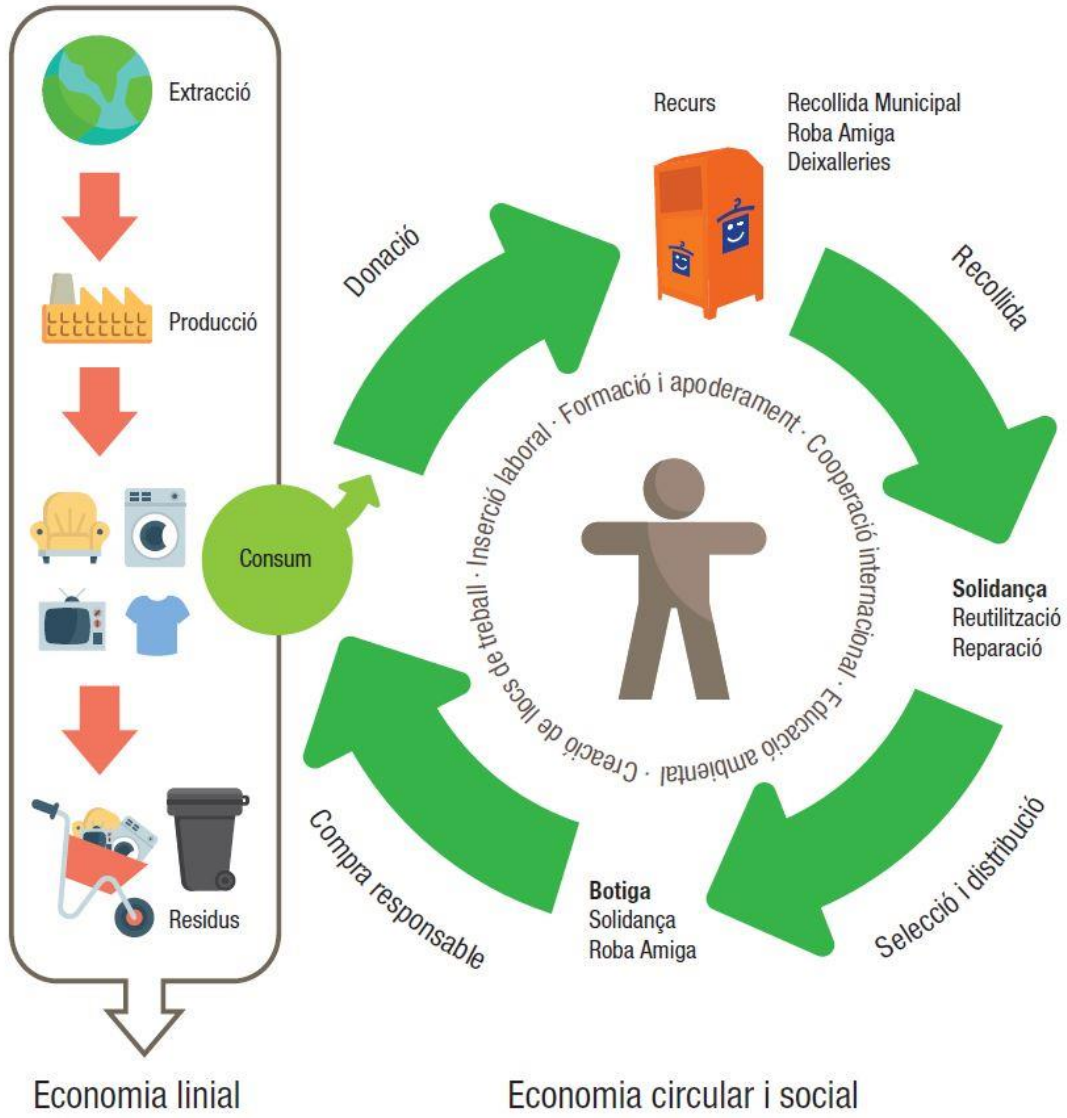 Extracció
Producció
Consum
Residus
Economia linial
Donació
Recurs
Recollida Municipal
Roba Amiga
Deixalleries
Recollida
Solidança
Reutilització
Reparació
Selecció i distribució
Botiga
Solidança
Roba Amiga
Compra responsable
Inserció laboral · Formació i apoderament · Cooperació internacional · Educació ambiental · Creació de llocs de treball ·
Economia circular i social